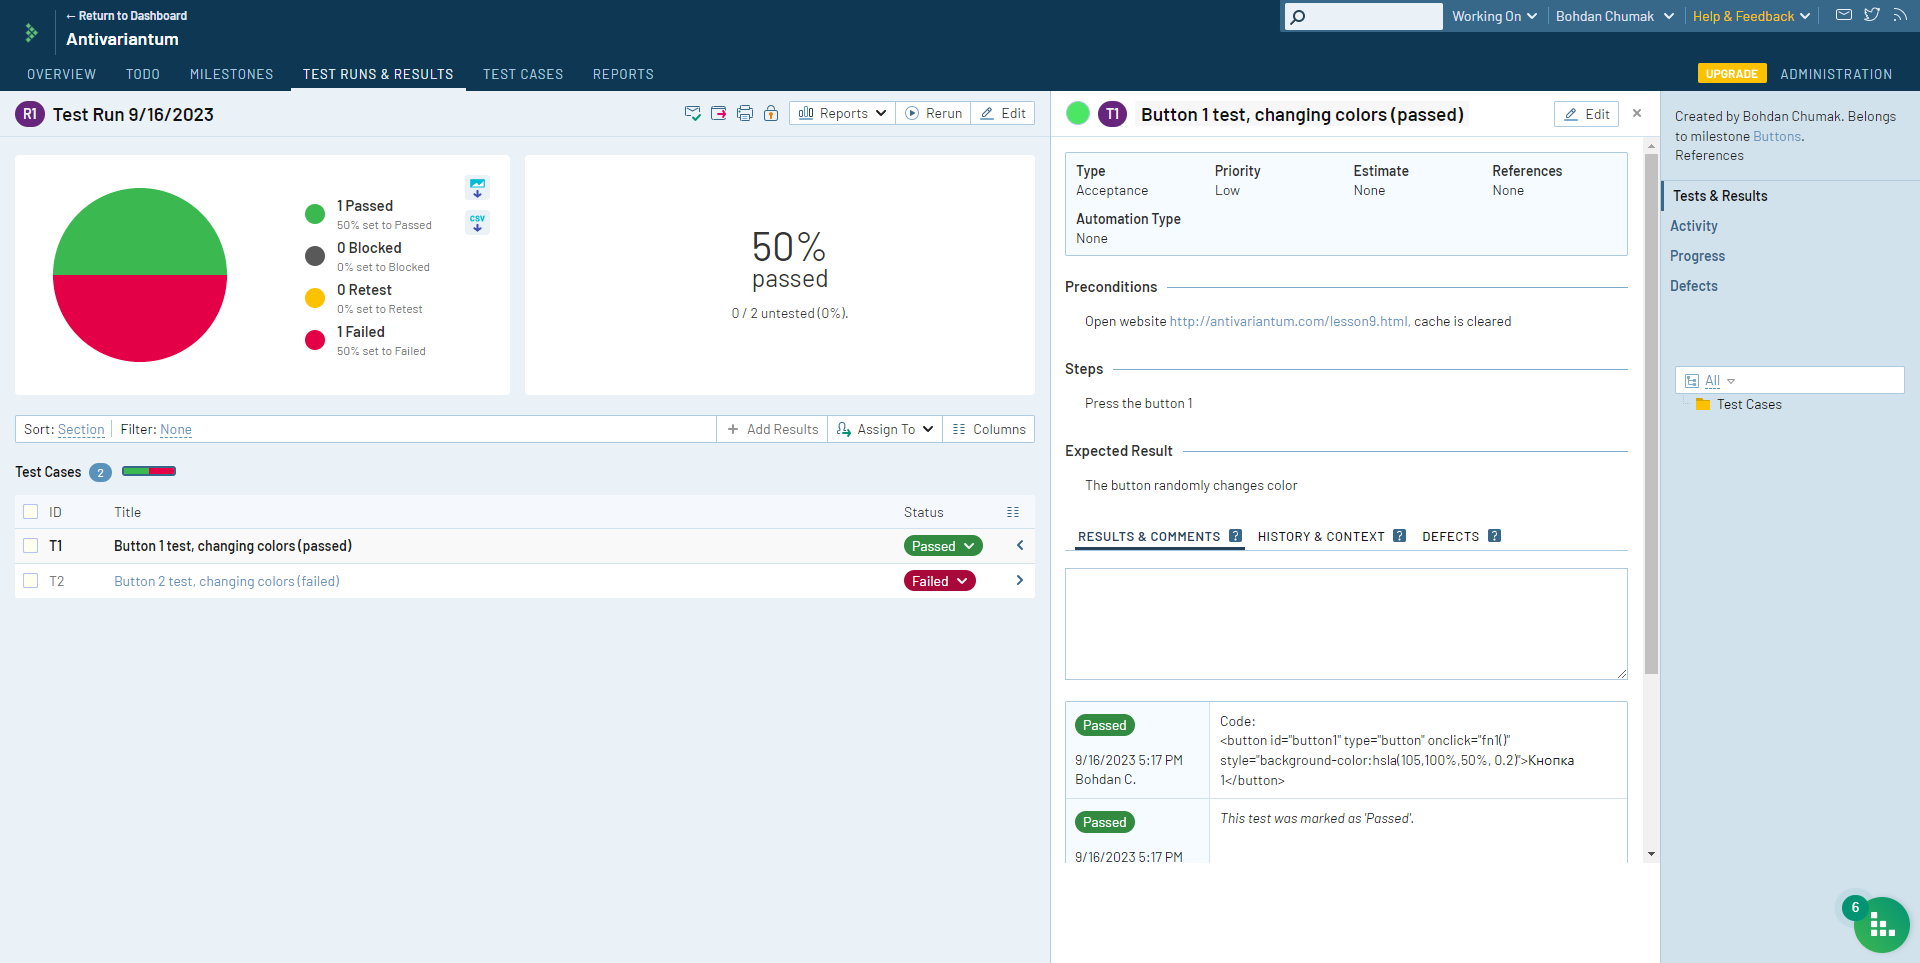 ← Return to Dashboard
Antivariantum
Working On
Bohdan Chumak
Help & Feedback
OVERVIEW
TODO
MILESTONES
TEST RUNS & RESULTS
TEST CASES
REPORTS
UPGRADE
ADMINISTRATION
R1
Test Run 9/16/2023
Reports
Rerun
Edit
1 Passed
50% set to Passed
0 Blocked
0% set to Blocked
0 Retest
0% set to Retest
1 Failed
50% set to Failed
CSV
50%
passed
0 / 2 untested (0%).
Sort: Section
Filter: None
Add Results
Assign To
Columns
Test Cases 2
ID
Title
Status
T1
Button 1 test, changing colors (passed)
Passed
T2
Button 2 test, changing colors (failed)
Failed
T1
Button 1 test, changing colors (passed)
Edit
Type
Acceptance
Priority
Low
Estimate
None
References
None
Automation Type
None
Preconditions
Open website http://antivariantum.com/lesson9.html, cache is cleared
Steps
Press the button 1
Expected Result
The button randomly changes color
RESULTS & COMMENTS ?
HISTORY & CONTEXT ?
DEFECTS ?
Passed
9/16/2023 5:17 PM
Bohdan C.
Code:
<button id="button1" type="button" onclick="fn1()"
style="background-color:hsla(105,100%,50%, 0.2)">Кнопка
1</button>
Passed
9/16/2023 5:17 PM
This test was marked as 'Passed'.
Created by Bohdan Chumak. Belongs
to milestone Buttons.
References
Tests & Results
Activity
Progress
Defects
All
Test Cases
6